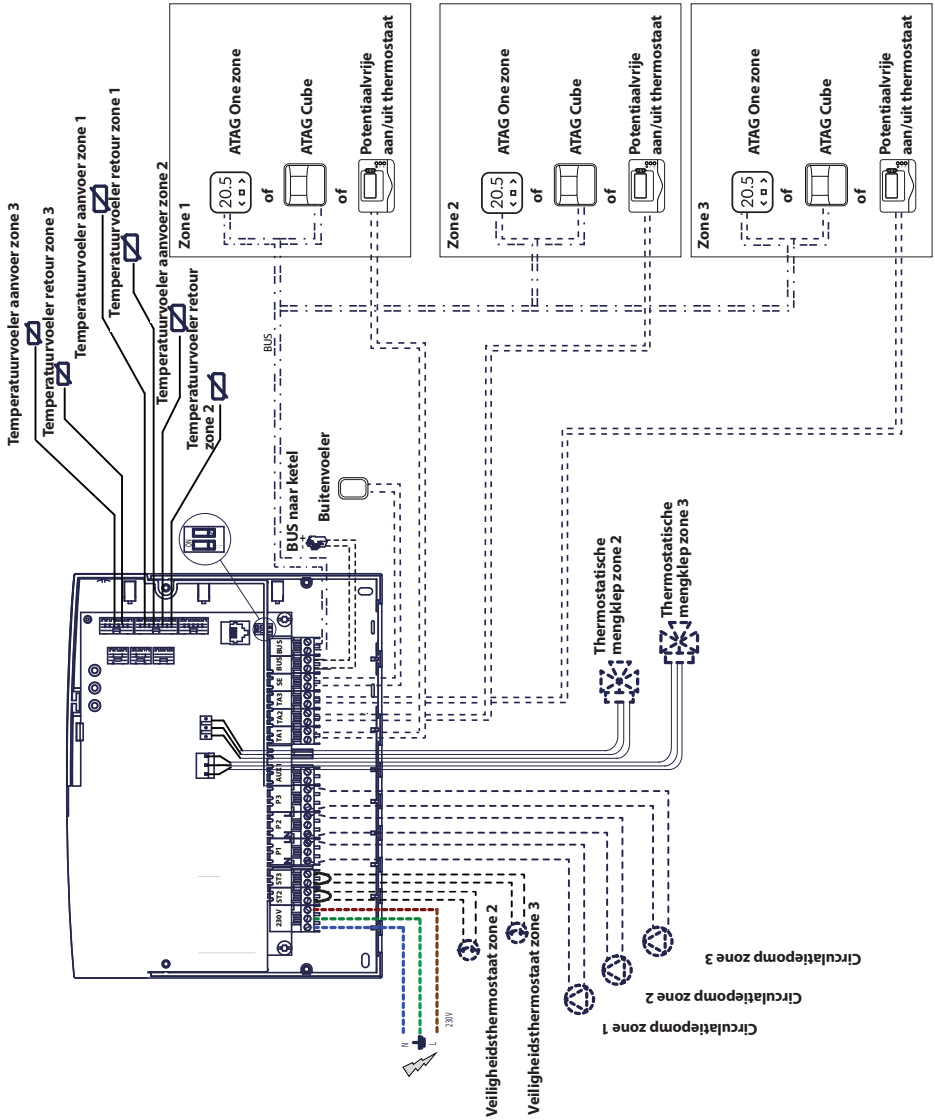 Temperatuurvoeler aanvoer zone 3
Temperatuurvoeler retour zone 3
Temperatuurvoeler aanvoer zone 1
Temperatuurvoeler retour zone 1
Temperatuurvoeler aanvoer zone 2
Temperatuurvoeler retour
zone 2
Zone 1
20.5
ATAG One zone
of
ATAG Cube
of
Potentiaalvrije
aan/uit thermostaat
Zone 2
20.5
ATAG One zone
of
ATAG Cube
of
Potentiaalvrije
aan/uit thermostaat
Zone 3
20.5
ATAG One zone
of
ATAG Cube
of
Potentiaalvrije
aan/uit thermostaat
BUS
BUS naar ketel
Buitenvoeler
ON
230V
ST2
ST3
P1
P2
P3
AUX1
TA1
TA2
TA3
SE
BUS
BUS
Thermostatische
mengklep zone 2
Thermostatische
mengklep zone 3
N
L
230V
Veiligheidsthermostaat zone 2
Veiligheidsthermostaat zone 3
Circulatiepomp zone 1
Circulatiepomp zone 2
Circulatiepomp zone 3